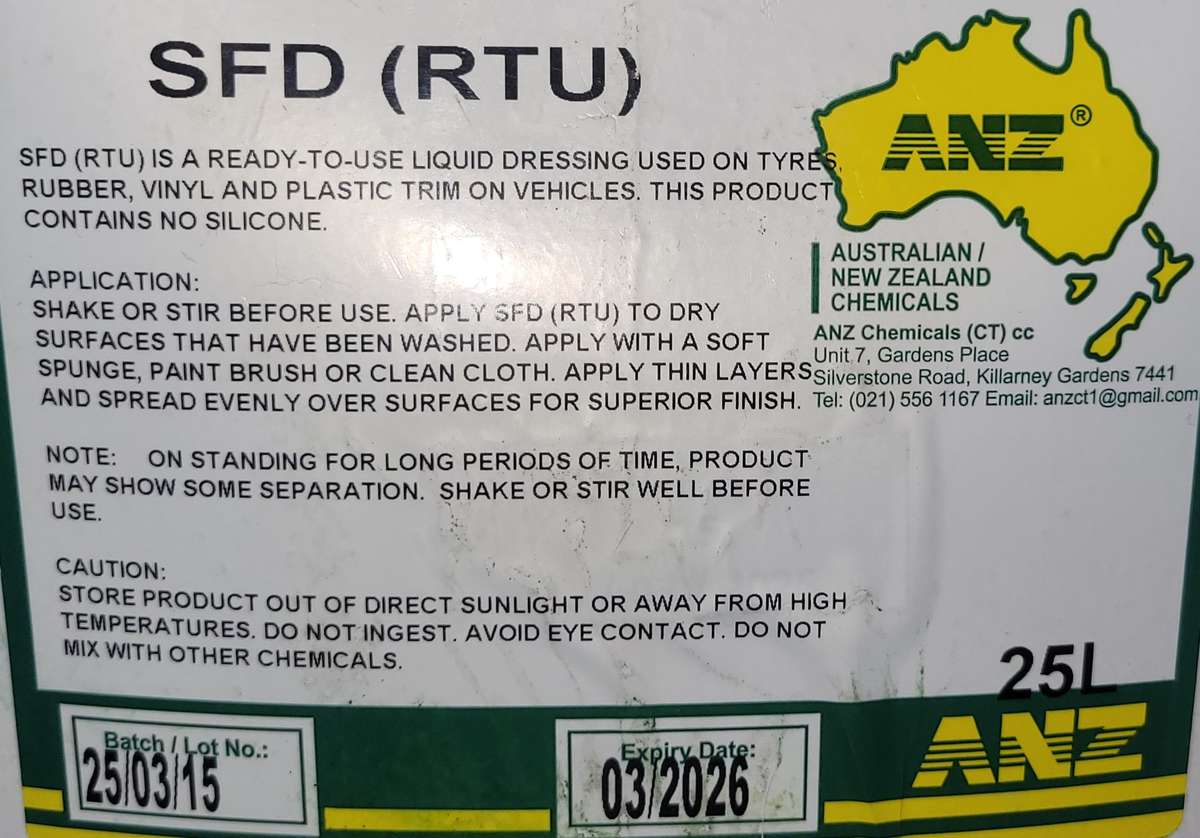 SFD (RTU)
SFD (RTU) IS A READY-TO-USE LIQUID DRESSING USED ON TYRES,
RUBBER, VINYL AND PLASTIC TRIM ON VEHICLES. THIS PRODUCT
CONTAINS NO SILICONE.
APPLICATION:
SHAKE OR STIR BEFORE USE. APPLY SFD (RTU) TO DRY
SURFACES THAT HAVE BEEN WASHED. APPLY WITH A SOFT
SPUNGE, PAINT BRUSH OR CLEAN CLOTH. APPLY THIN LAYERS
AND SPREAD EVENLY OVER SURFACES FOR SUPERIOR FINISH.
NOTE: ON STANDING FOR LONG PERIODS OF TIME, PRODUCT
MAY SHOW SOME SEPARATION. SHAKE OR STIR WELL BEFORE
USE.
CAUTION:
STORE PRODUCT OUT OF DIRECT SUNLIGHT OR AWAY FROM HIGH
TEMPERATURES. DO NOT INGEST. AVOID EYE CONTACT. DO NOT
MIX WITH OTHER CHEMICALS.
ANZ®
AUSTRALIAN /
NEW ZEALAND
CHEMICALS
ANZ Chemicals (CT) cc
Unit 7, Gardens Place
Silverstone Road, Killarney Gardens 7441
Tel: (021) 556 1167 Email: anzct1@gmail.com
25L
ANZ
Batch / Lot No.:
25/03/15
Expiry Date:
03/2026